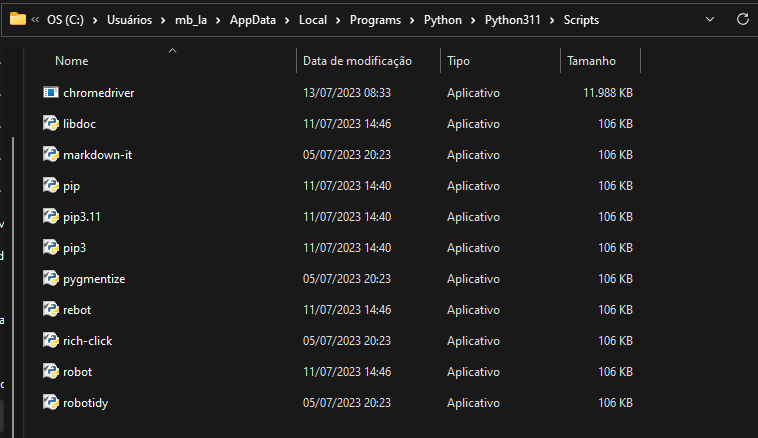 OS (C:) > Usuários > mb_la > AppData > Local > Programs > Python > Python311 > Scripts
Nome Data de modificação Tipo Tamanho
chromedriver 13/07/2023 08:33 Aplicativo 11.988 KB
libdoc 11/07/2023 14:46 Aplicativo 106 KB
markdown-it 05/07/2023 20:23 Aplicativo 106 KB
pip 11/07/2023 14:40 Aplicativo 106 KB
pip3.11 11/07/2023 14:40 Aplicativo 106 KB
pip3 11/07/2023 14:40 Aplicativo 106 KB
pygmentize 05/07/2023 20:23 Aplicativo 106 KB
rebot 11/07/2023 14:46 Aplicativo 106 KB
rich-click 05/07/2023 20:23 Aplicativo 106 KB
robot 11/07/2023 14:46 Aplicativo 106 KB
robotidy 05/07/2023 20:23 Aplicativo 106 KB